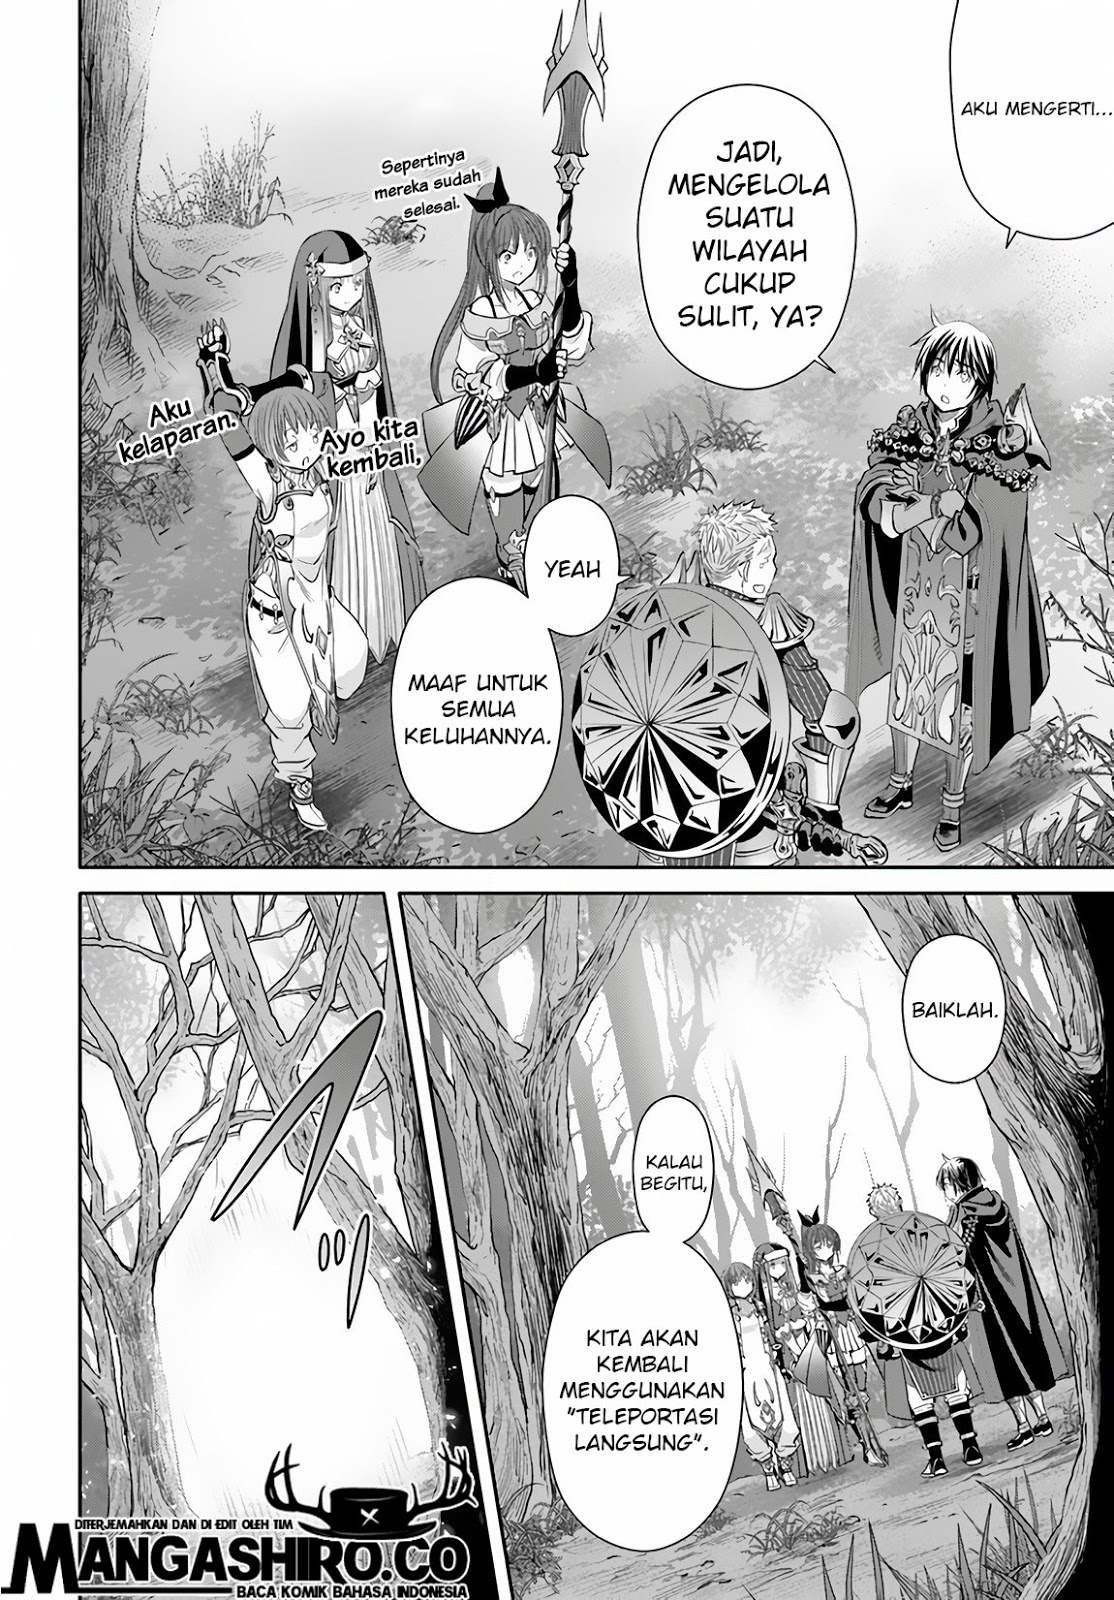 AKU MENGERTI...
JADI,
MENGELOLA
SUATU
WILAYAH
CUKUP
SULIT, YA?
Sepertinya
mereka sudah
selesai.
Aku
kelaparan.
Ayo kita
kembali,
YEAH
MAAF UNTUK
SEMUA
KELUHANNYA.
BAIKLAH.
KALAU
BEGITU,
KITA AKAN
KEMBALI
MENGGUNAKAN
"TELEPORTASI
LANGSUNG".
DITERJEMAHKAN DAN DI EDIT OLEH TIM
MANGASHIRO.CO
BACA KOMIK BAHASA INDONESIA